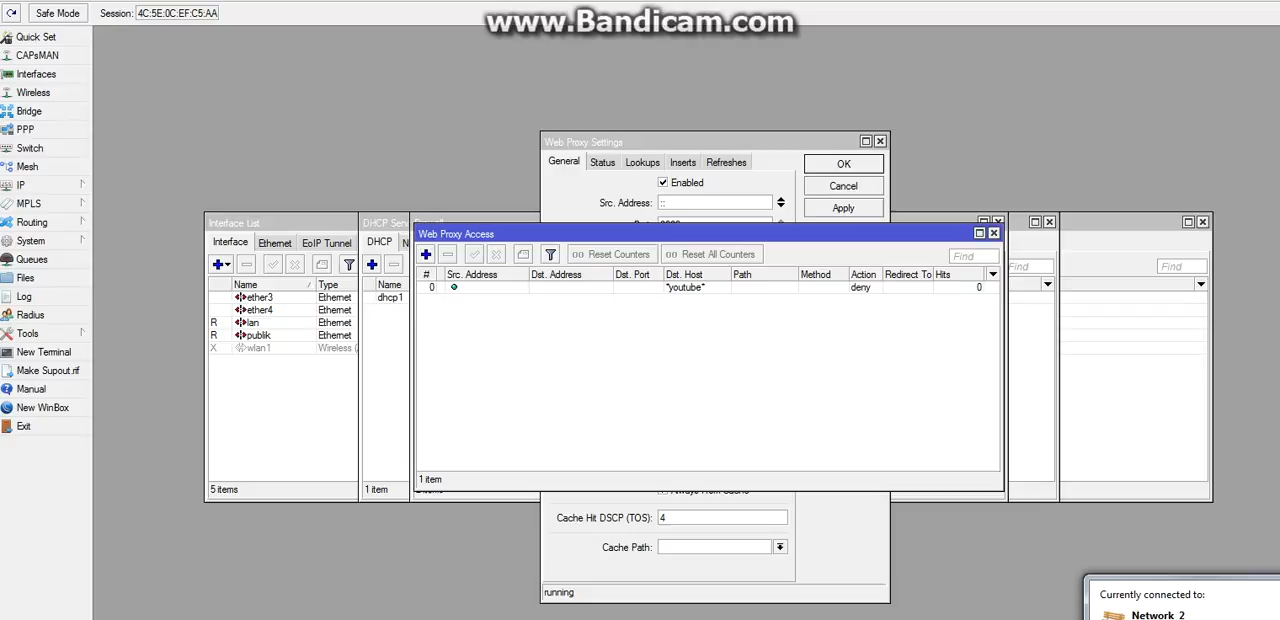 www.Bandicam.com
Safe Mode Session: 4C:5E:0C:EF:C5:AA
Quick Set
CAPsMAN
Interfaces
Wireless
Bridge
PPP
Switch
Mesh
IP
MPLS
Routing
System
Queues
Files
Log
Radius
Tools
New Terminal
Make Supout.rif
Manual
New WinBox
Exit
Web Proxy Settings
General Status Lookups Inserts Refreshes
OK
Cancel
Apply
Enabled
Src. Address: ::
Interface List
Interface Ethernet EoIP Tunnel
Name / Type
ether3 Ethernet
ether4 Ethernet
R lan Ethernet
R publik Ethernet
X wlan1 Wireless (
5 items
DHCP
Name
dhcp1
1 item
Web Proxy Access
Reset Counters Reset All Counters Find
# Src. Address Dst. Address Dst. Port Dst. Host Path Method Action Redirect To Hits
0 *youtube* deny 0
1 item
Find
Find
Cache Hit DSCP (TOS): 4
Cache Path:
running
Currently connected to:
Network 2